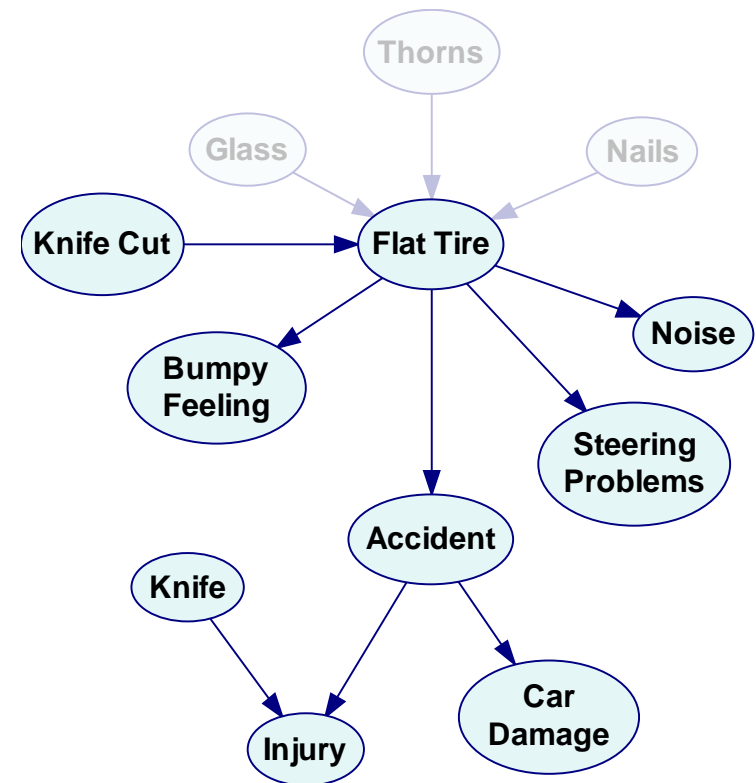 Thorns
Glass
Nails
Knife Cut
Flat Tire
Noise
Bumpy
Feeling
Steering
Problems
Accident
Knife
Car
Damage
Injury